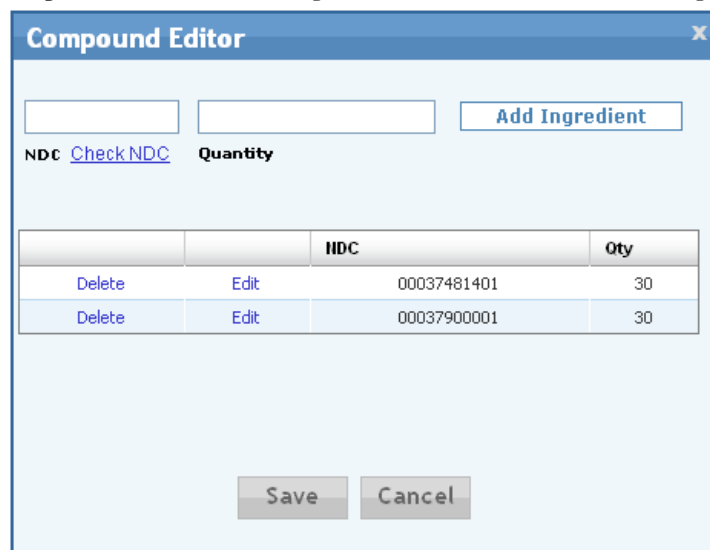 Compound Editor x
Add Ingredient
NDC Check NDC Quantity
NDC Qty
Delete Edit 00037481401 30
Delete Edit 00037900001 30
Save Cancel